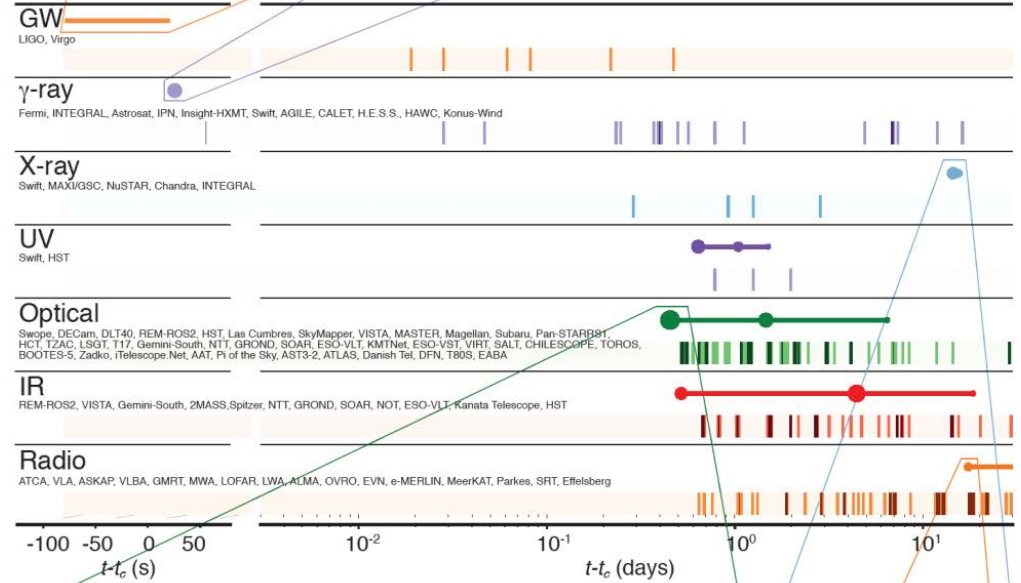 GW
LIGO, Virgo
γ-ray
Fermi, INTEGRAL, Astrosat, IPN, Insight-HXMT, Swift, AGILE, CALET, H.E.S.S., HAWC, Konus-Wind
X-ray
Swift, MAXI/GSC, NuSTAR, Chandra, INTEGRAL
UV
Swift, HST
Optical
Swope, DECam, DLT40, REM-ROS2, HST, Las Cumbres, SkyMapper, VISTA, MASTER, Magellan, Subaru, Pan-STARRS1,
HCT, TZAC, LSGT, T17, Gemini-South, NTT, GROND, SOAR, ESO-VLT, KMTNet, ESO-VST, VIRT, SALT, CHILESCOPE, TOROS,
BOOTES-5, Zadko, iTelescope.Net, AAT, Pi of the Sky, AST3-2, ATLAS, Danish Tel, DFN, T80S, EABA
IR
REM-ROS2, VISTA, Gemini-South, 2MASS,Spitzer, NTT, GROND, SOAR, NOT, ESO-VLT, Kanata Telescope, HST
Radio
ATCA, VLA, ASKAP, VLBA, GMRT, MWA, LOFAR, LWA, ALMA, OVRO, EVN, e-MERLIN, MeerKAT, Parkes, SRT, Effelsberg
-100 -50 0 50 10⁻² 10⁻¹ 10⁰ 10¹
t-t_c (s) t-t_c (days)